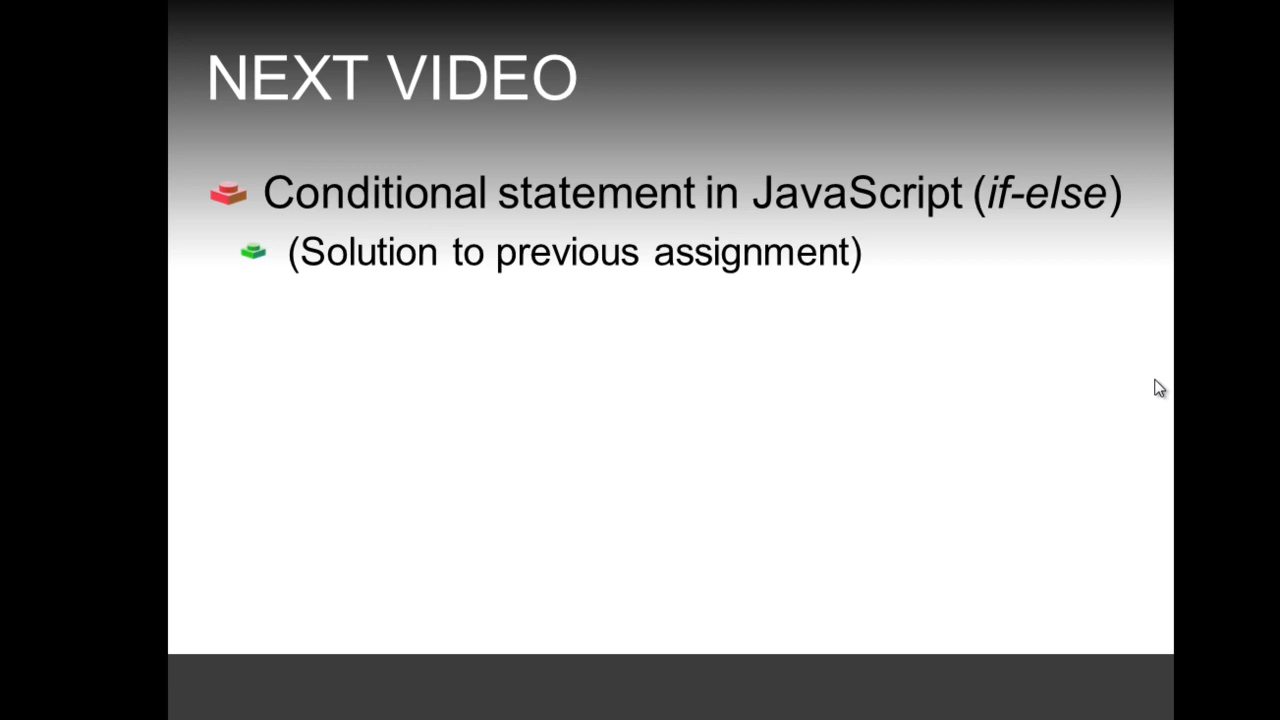 NEXT VIDEO
Conditional statement in JavaScript (if-else)
(Solution to previous assignment)